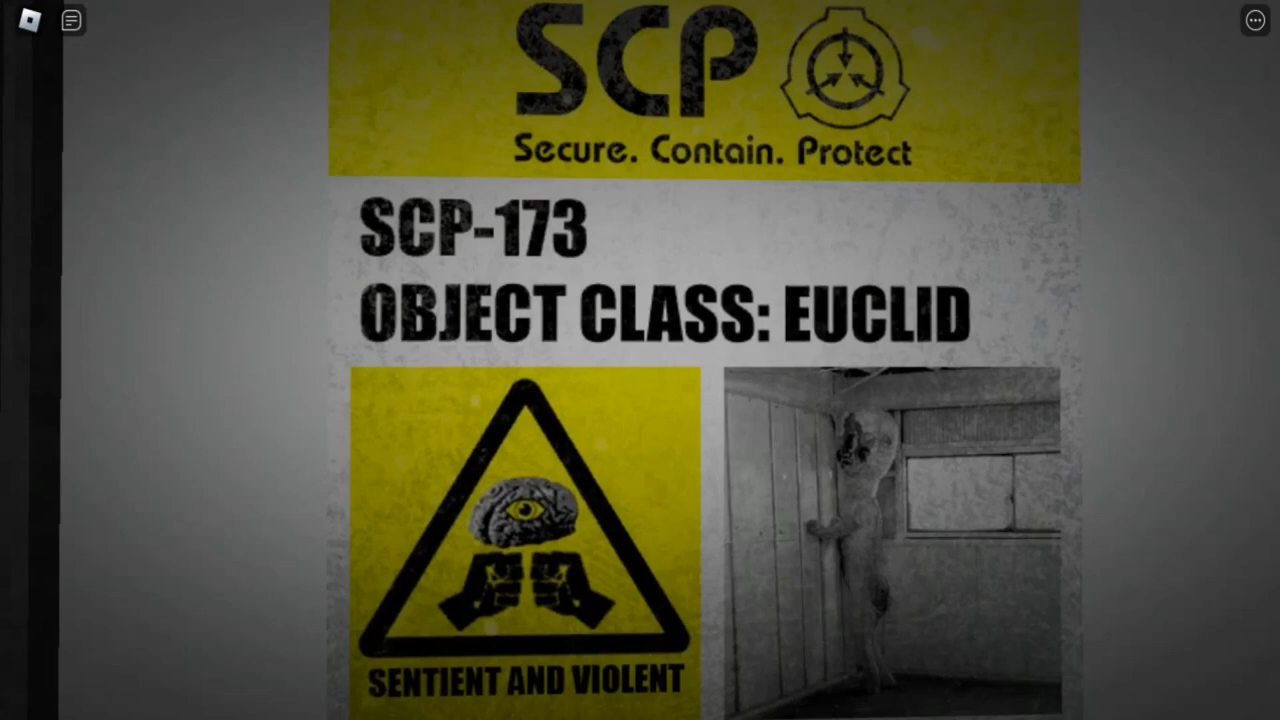 SCP
Secure. Contain. Protect
SCP-173
OBJECT CLASS: EUCLID
SENTIENT AND VIOLENT